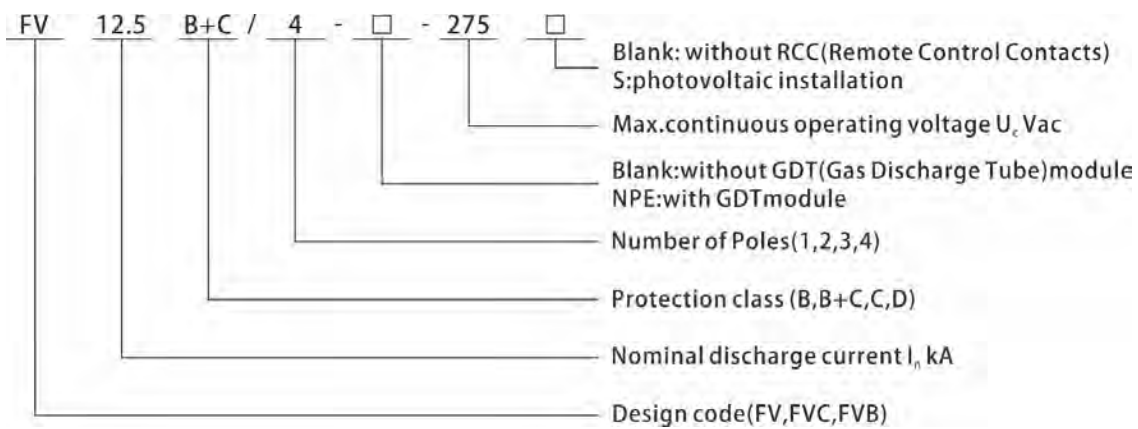 FV 12.5 B+C / 4 - □ - 275 □
Blank: without RCC(Remote Control Contacts)
S:photovoltaic installation
Max.continuous operating voltage Uc Vac
Blank:without GDT(Gas Discharge Tube)module
NPE:with GDTmodule
Number of Poles(1,2,3,4)
Protection class (B,B+C,C,D)
Nominal discharge current In kA
Design code(FV,FVC,FVB)